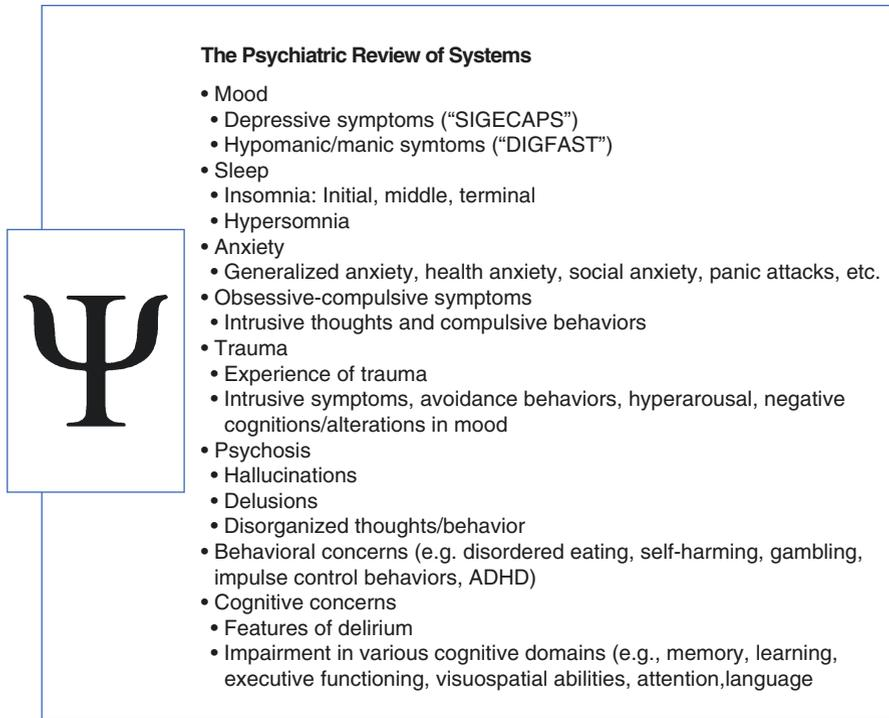 The Psychiatric Review of Systems
• Mood
• Depressive symptoms (“SIGECAPS”)
• Hypomanic/manic symtoms (“DIGFAST”)
• Sleep
• Insomnia: Initial, middle, terminal
• Hypersomnia
• Anxiety
• Generalized anxiety, health anxiety, social anxiety, panic attacks, etc.
• Obsessive-compulsive symptoms
• Intrusive thoughts and compulsive behaviors
• Trauma
• Experience of trauma
• Intrusive symptoms, avoidance behaviors, hyperarousal, negative
cognitions/alterations in mood
• Psychosis
• Hallucinations
• Delusions
• Disorganized thoughts/behavior
• Behavioral concerns (e.g. disordered eating, self-harming, gambling,
impulse control behaviors, ADHD)
• Cognitive concerns
• Features of delirium
• Impairment in various cognitive domains (e.g., memory, learning,
executive functioning, visuospatial abilities, attention,language
Ψ